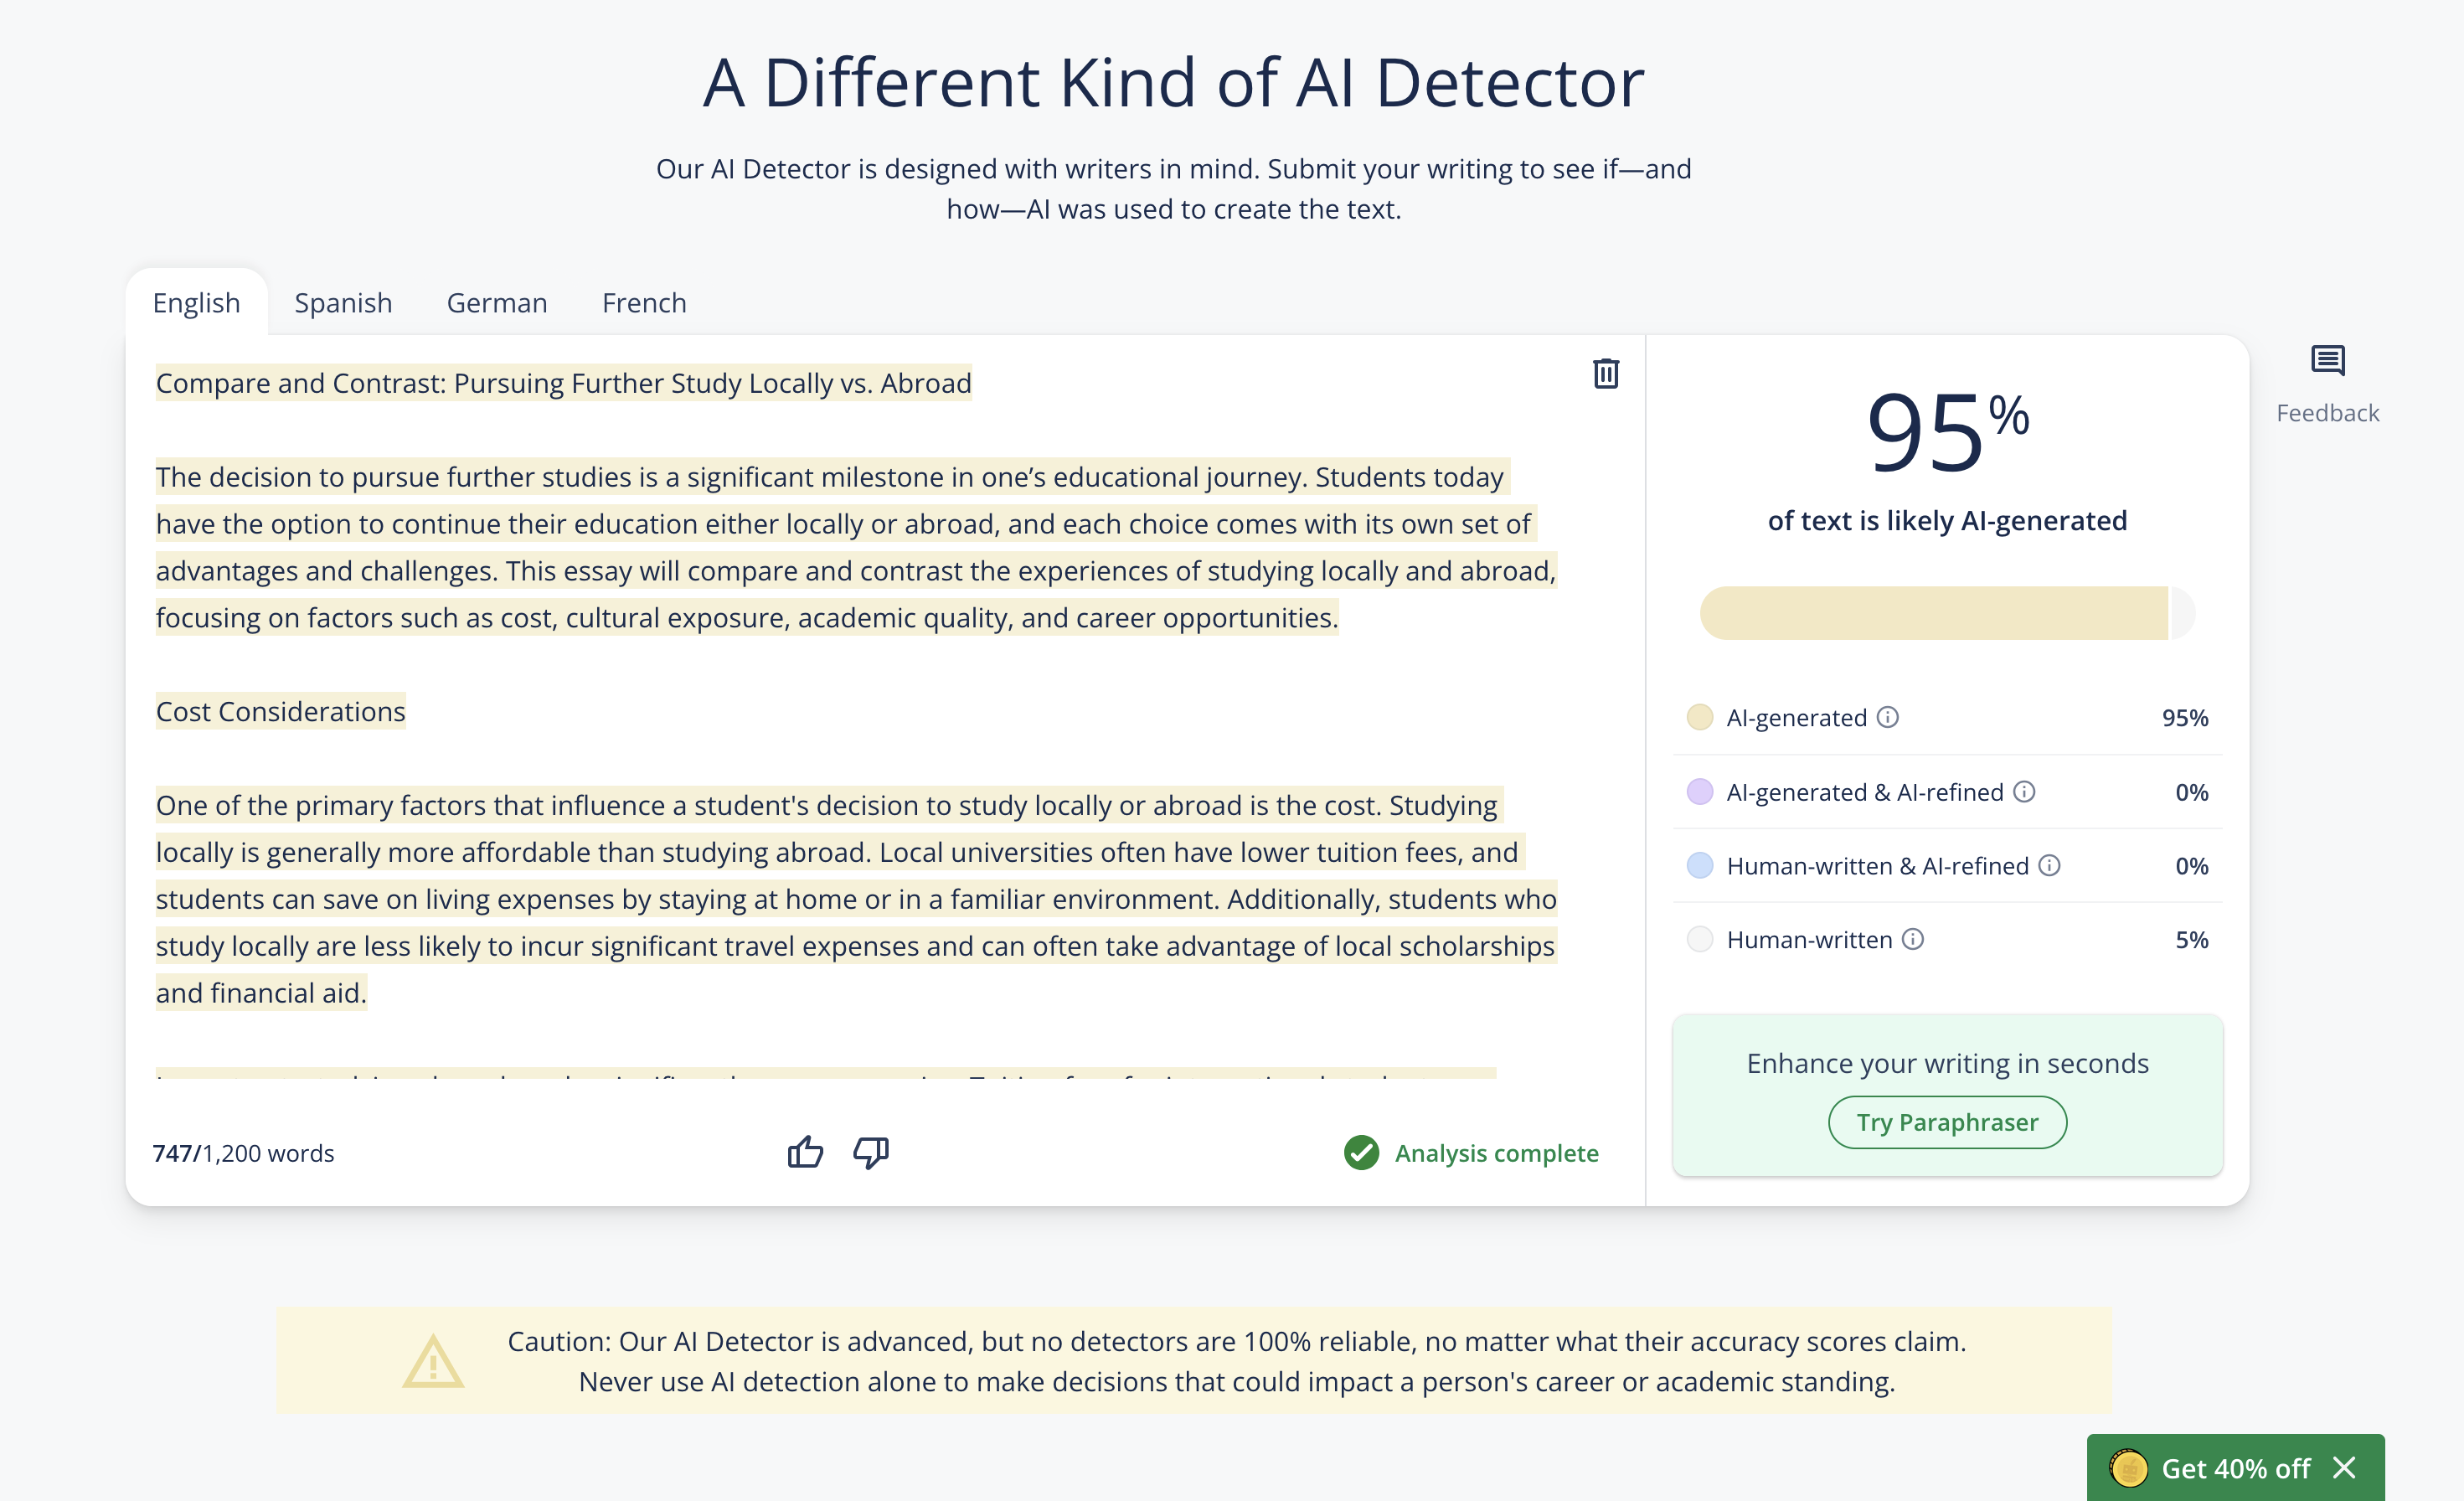 A Different Kind of AI Detector
Our AI Detector is designed with writers in mind. Submit your writing to see if—and
how—AI was used to create the text.
English
Spanish
German
French
Compare and Contrast: Pursuing Further Study Locally vs. Abroad
The decision to pursue further studies is a significant milestone in one’s educational journey. Students today
have the option to continue their education either locally or abroad, and each choice comes with its own set of
advantages and challenges. This essay will compare and contrast the experiences of studying locally and abroad,
focusing on factors such as cost, cultural exposure, academic quality, and career opportunities.
Cost Considerations
One of the primary factors that influence a student's decision to study locally or abroad is the cost. Studying
locally is generally more affordable than studying abroad. Local universities often have lower tuition fees, and
students can save on living expenses by staying at home or in a familiar environment. Additionally, students who
study locally are less likely to incur significant travel expenses and can often take advantage of local scholarships
and financial aid.
747/1,200 words
Analysis complete
95%
of text is likely AI-generated
AI-generated 95%
AI-generated & AI-refined 0%
Human-written & AI-refined 0%
Human-written 5%
Enhance your writing in seconds
Try Paraphraser
Feedback
Caution: Our AI Detector is advanced, but no detectors are 100% reliable, no matter what their accuracy scores claim.
Never use AI detection alone to make decisions that could impact a person's career or academic standing.
Get 40% off